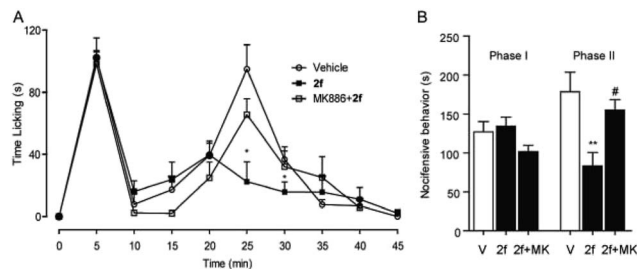 A
Time Licking (s)
120
80
40
0
Vehicle
2f
MK886+2f
*
*
0 5 10 15 20 25 30 35 40 45
Time (min)
B
Nocifensive behavior (s)
250
200
150
100
50
0
Phase I Phase II
**
#
V 2f 2f+MK V 2f 2f+MK